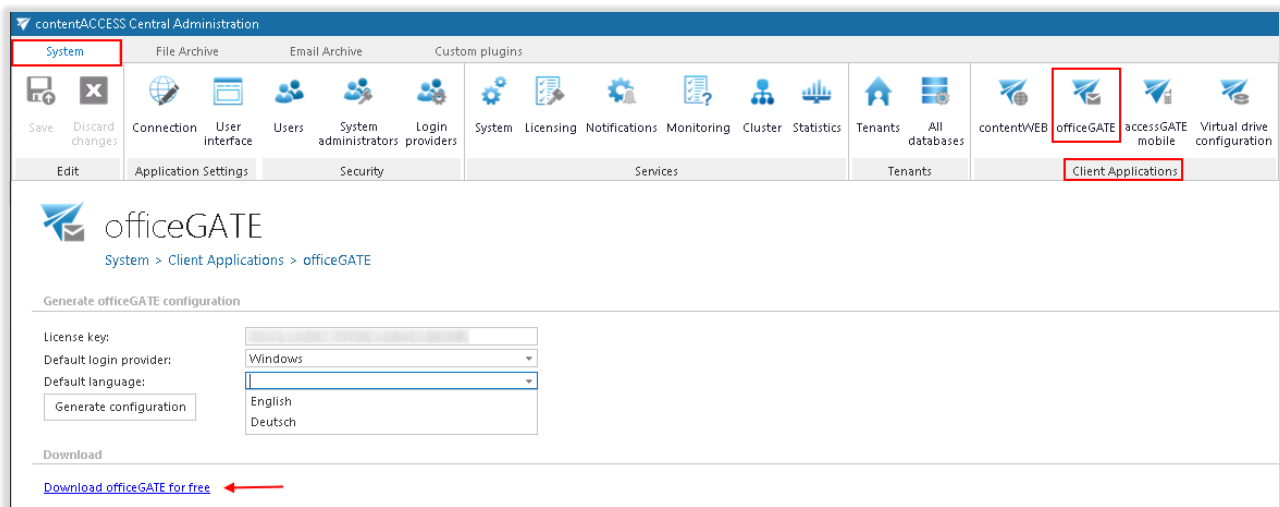 contentACCESS Central Administration
System File Archive Email Archive Custom plugins
Save Discard changes Connection User interface Users System administrators Login providers System Licensing Notifications Monitoring Cluster Statistics Tenants All databases contentWEB officeGATE accessGATE mobile Virtual drive configuration
Edit Application Settings Security Services Tenants Client Applications
officeGATE
System > Client Applications > officeGATE
Generate officeGATE configuration
License key:
Default login provider: Windows
Default language:
English
Generate configuration
Deutsch
Download
Download officeGATE for free